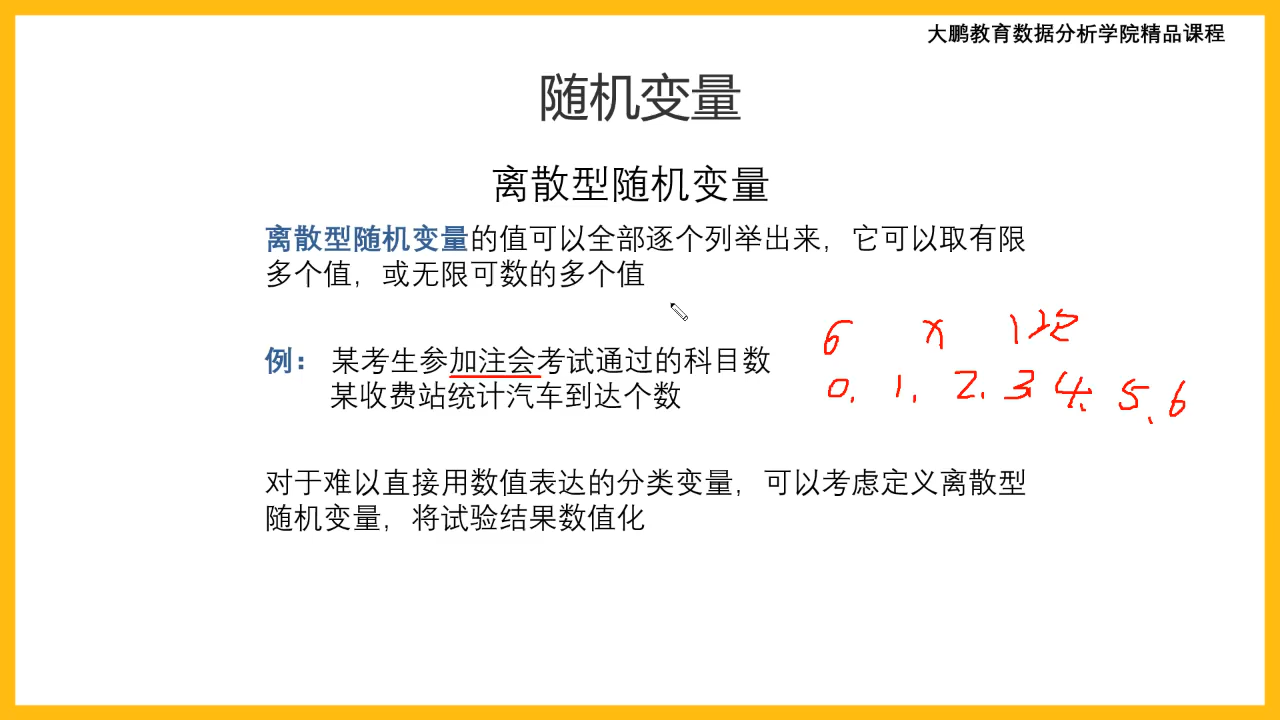 大鹏教育数据分析学院精品课程
随机变量
离散型随机变量
离散型随机变量的值可以全部逐个列举出来，它可以取有限
多个值，或无限可数的多个值
6 x
例： 某考生参加注会考试通过的科目数
0. 1. 2. 3 4. 5. 6
某收费站统计汽车到达个数
对于难以直接用数值表达的分类变量，可以考虑定义离散型
随机变量，将试验结果数值化